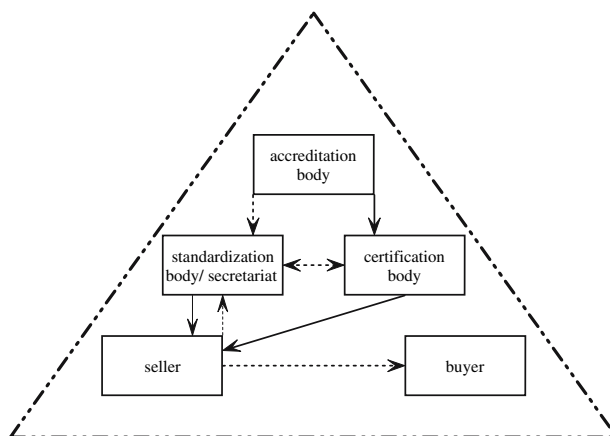 accreditation
body
standardization
body/ secretariat
certification
body
seller
buyer